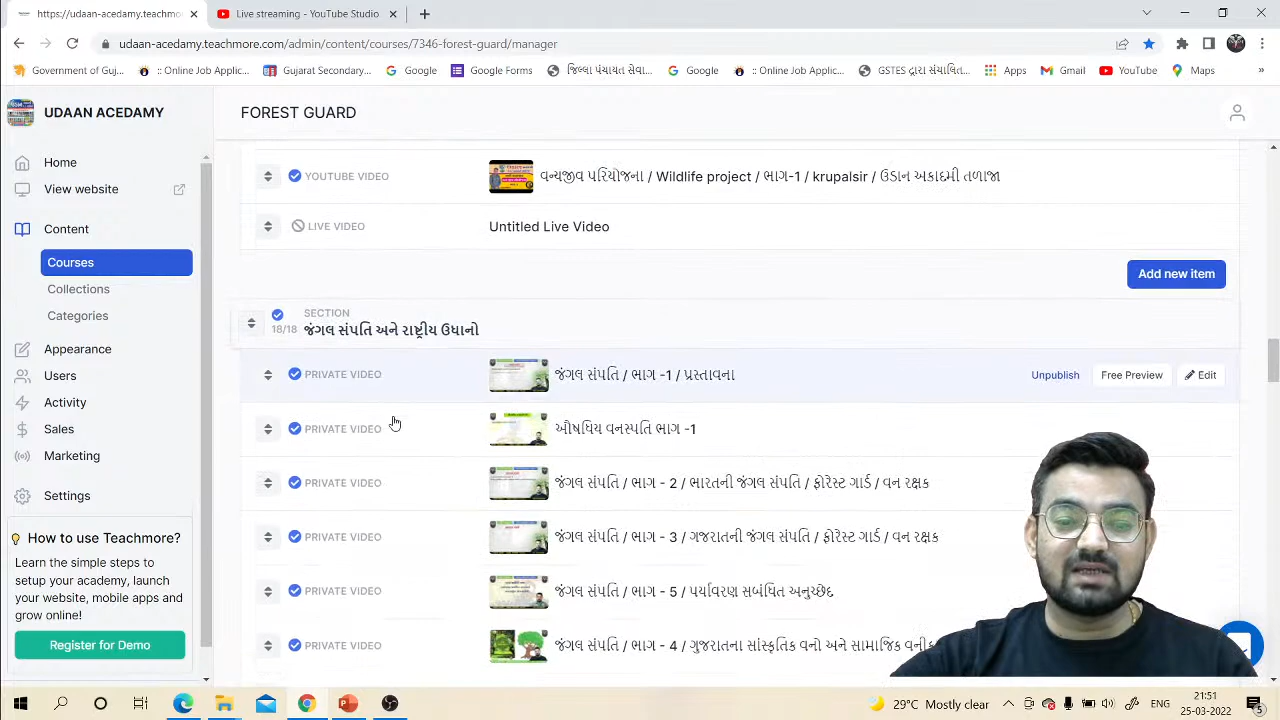 https://udaan-acedamy.teachmor
Live streaming - YouTube Studio
udaan-acedamy.teachmore.com/admin/content/courses/7346-forest-guard/manager
Government of Guj...
:: Online Job Applic...
Gujarat Secondary...
Google
Google Forms
જિલ્લા પંચાયત સેવા...
Google
:: Online Job Applic...
Apps
Gmail
YouTube
Maps
UDAAN ACEDAMY
FOREST GUARD
Home
View website
Content
Courses
Collections
Categories
Appearance
Users
Activity
Sales
Marketing
Settings
How to use Teachmore?
Learn the simple steps to
setup your academy, launch
your website, mobile apps and
grow online!
Register for Demo
YOUTUBE VIDEO
વન્યજીવ પરિયોજના / Wildlife project / ભાગ-1 / krupalsir / ઉડાન એકેડમી તળાજા
LIVE VIDEO
Untitled Live Video
Add new item
SECTION
18/18 જંગલ સંપતિ અને રાષ્ટ્રીય ઉધાનો
PRIVATE VIDEO
જંગલ સંપતિ / ભાગ -1 / પ્રસ્તાવના
Unpublish
Free Preview
Edit
PRIVATE VIDEO
ઔષધિય વનસ્પતિ ભાગ -1
PRIVATE VIDEO
જંગલ સંપતિ / ભાગ - 2 / ભારતની જંગલ સંપતિ / ફોરેસ્ટ ગાર્ડ / વન રક્ષક
PRIVATE VIDEO
જંગલ સંપતિ / ભાગ - 3 / ગુજરાતની જંગલ સંપતિ / ફોરેસ્ટ ગાર્ડ / વન રક્ષક
PRIVATE VIDEO
જંગલ સંપતિ / ભાગ - 5 / પર્યાવરણ સંબંધિત અનુચ્છેદ
PRIVATE VIDEO
જંગલ સંપતિ / ભાગ - 4 / ગુજરાતના સાંસ્કૃતિક વનો અને સામાજિક વની
29°C Mostly clear
ENG
21:51
25-03-2022
5